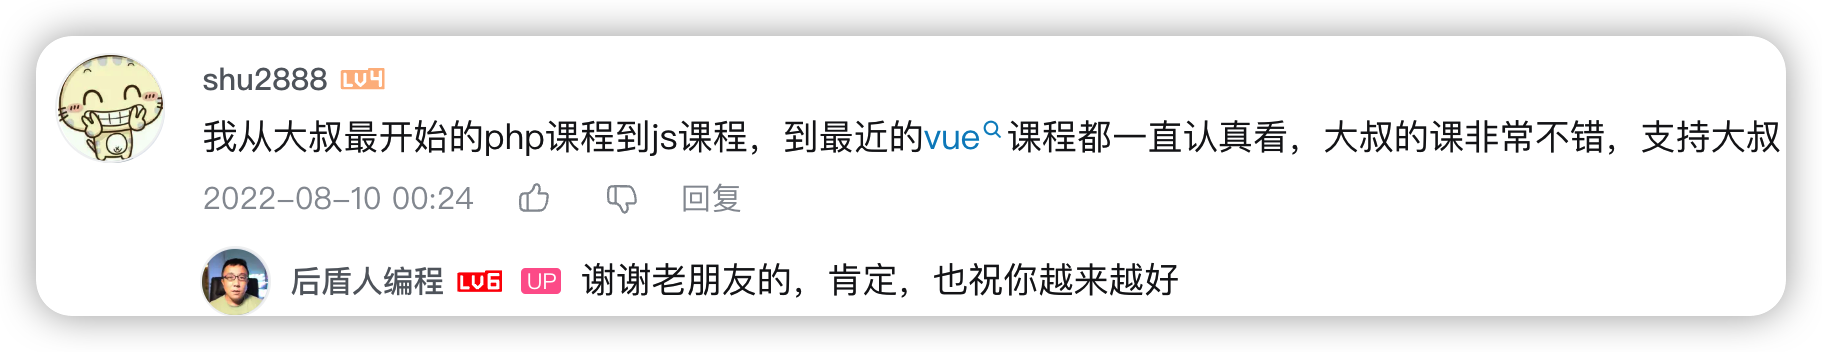 shu2888 LV4
我从大叔最开始的php课程到js课程，到最近的vue课程都一直认真看，大叔的课非常不错，支持大叔
2022-08-10 00:24 回复
后盾人编程 LV6 UP 谢谢老朋友的，肯定，也祝你越来越好